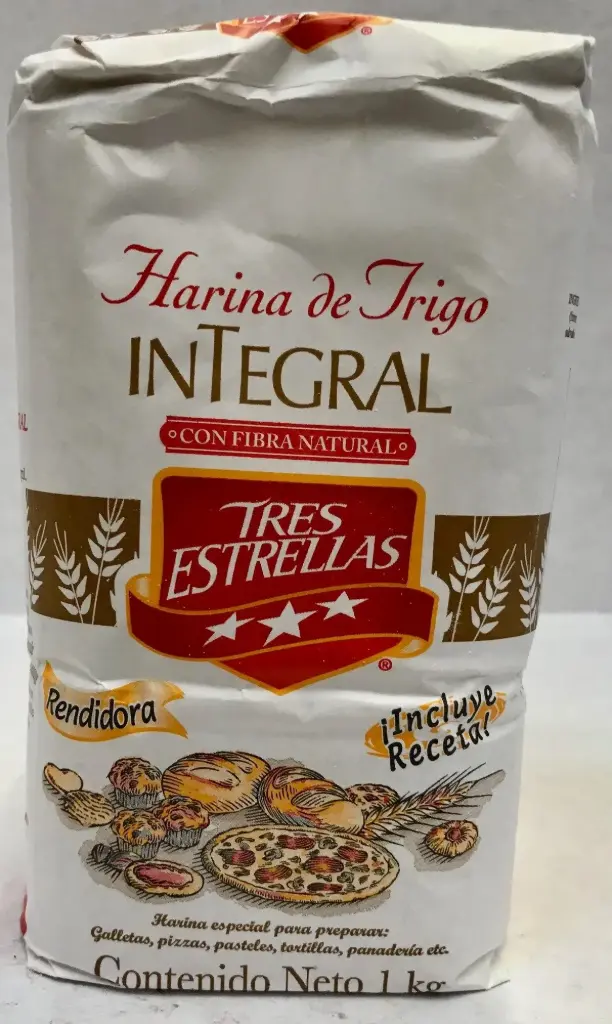 Harina de Trigo
INTEGRAL
CON FIBRA NATURAL
TRES
ESTRELLAS
®
Rendidora
¡Incluye
Receta!
Harina especial para preparar:
Galletas, pizzas, pasteles, tortillas, panadería etc.
Contenido Neto 1 kg